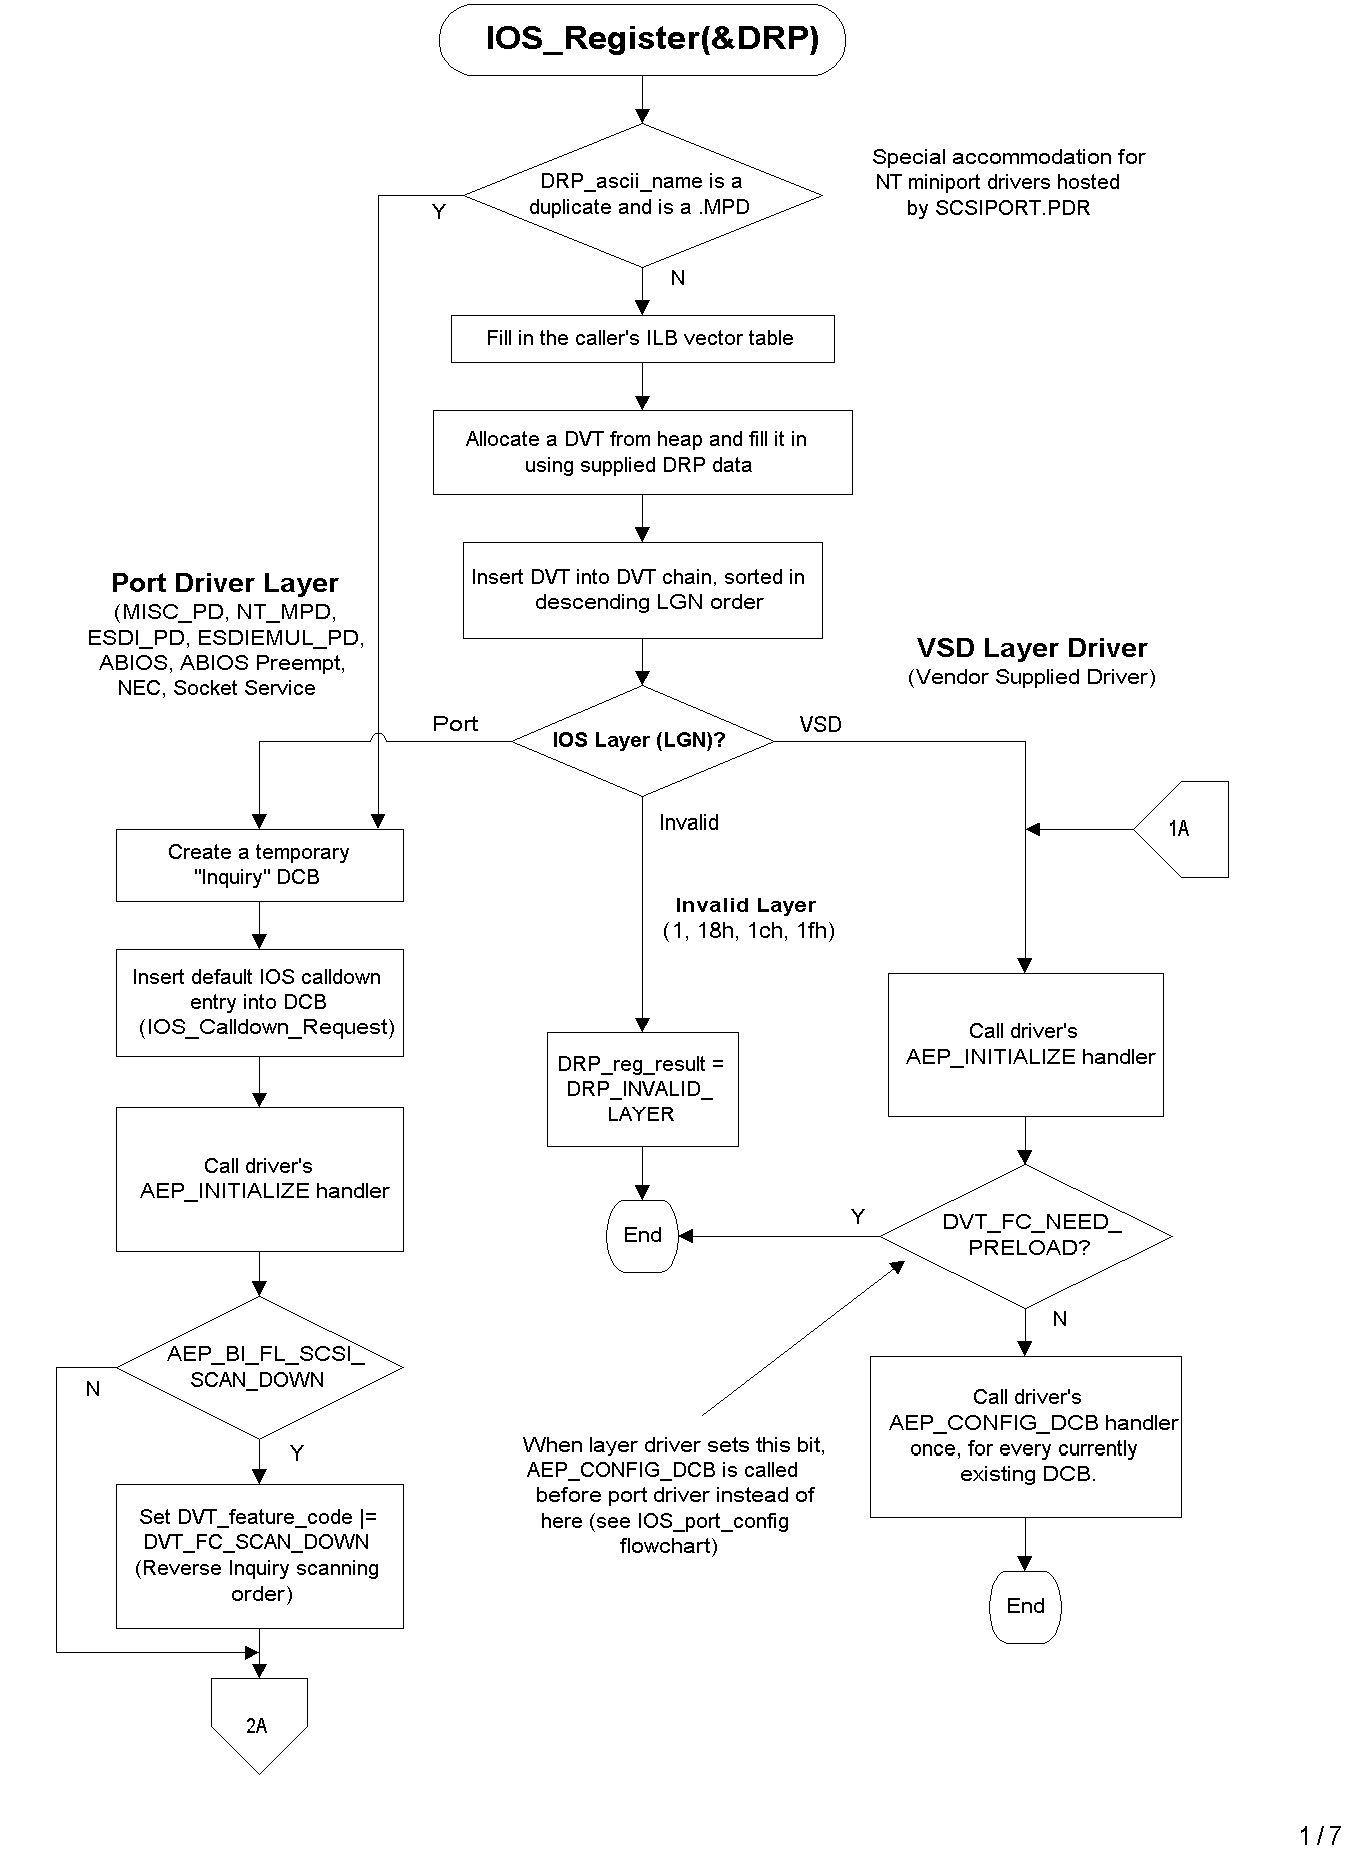 IOS_Register(&DRP)
DRP_ascii_name is a
duplicate and is a .MPD
Y
N
Special accommodation for
NT miniport drivers hosted
by SCSIPORT.PDR
Fill in the caller's ILB vector table
Allocate a DVT from heap and fill it in
using supplied DRP data
Insert DVT into DVT chain, sorted in
descending LGN order
Port Driver Layer
(MISC_PD, NT_MPD,
ESDI_PD, ESDIEMUL_PD,
ABIOS, ABIOS Preempt,
NEC, Socket Service
VSD Layer Driver
(Vendor Supplied Driver)
Port
IOS Layer (LGN)?
VSD
Invalid
1A
Create a temporary
"Inquiry" DCB
Invalid Layer
(1, 18h, 1ch, 1fh)
Insert default IOS calldown
entry into DCB
(IOS_Calldown_Request)
DRP_reg_result =
DRP_INVALID_
LAYER
Call driver's
AEP_INITIALIZE handler
Call driver's
AEP_INITIALIZE handler
End
Y
DVT_FC_NEED_
PRELOAD?
N
AEP_BI_FL_SCSI_
SCAN_DOWN
N
Y
When layer driver sets this bit,
AEP_CONFIG_DCB is called
before port driver instead of
here (see IOS_port_config
flowchart)
Call driver's
AEP_CONFIG_DCB handler
once, for every currently
existing DCB.
Set DVT_feature_code |=
DVT_FC_SCAN_DOWN
(Reverse Inquiry scanning
order)
End
2A
1 / 7